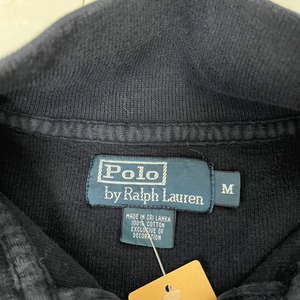 Polo
by Ralph Lauren
M
MADE IN SRI LANKA
100% COTTON
EXCLUSIVE OF
DECORATION